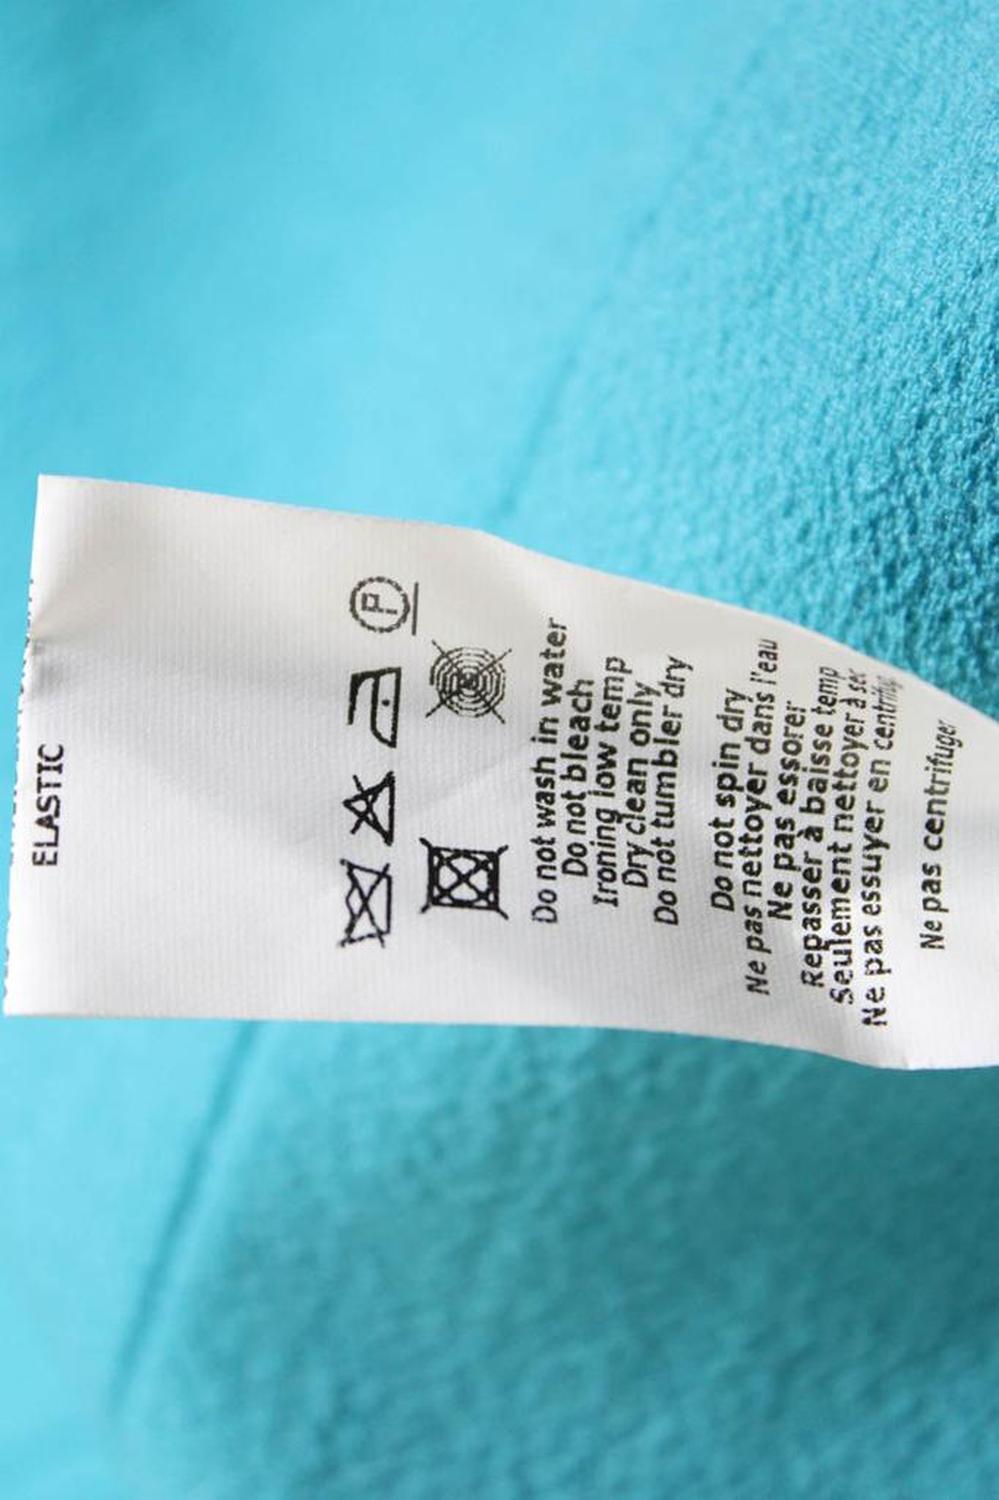 ELASTIC
P
Do not wash in water
Do not bleach
Ironing low temp
Dry clean only
Do not tumbler dry
Do not spin dry
Ne pas nettoyer dans l'eau
Ne pas essorer
Repasser à baisse temp
Seulement nettoyer à sec
Ne pas essuyer en centrifug
Ne pas centrifuger